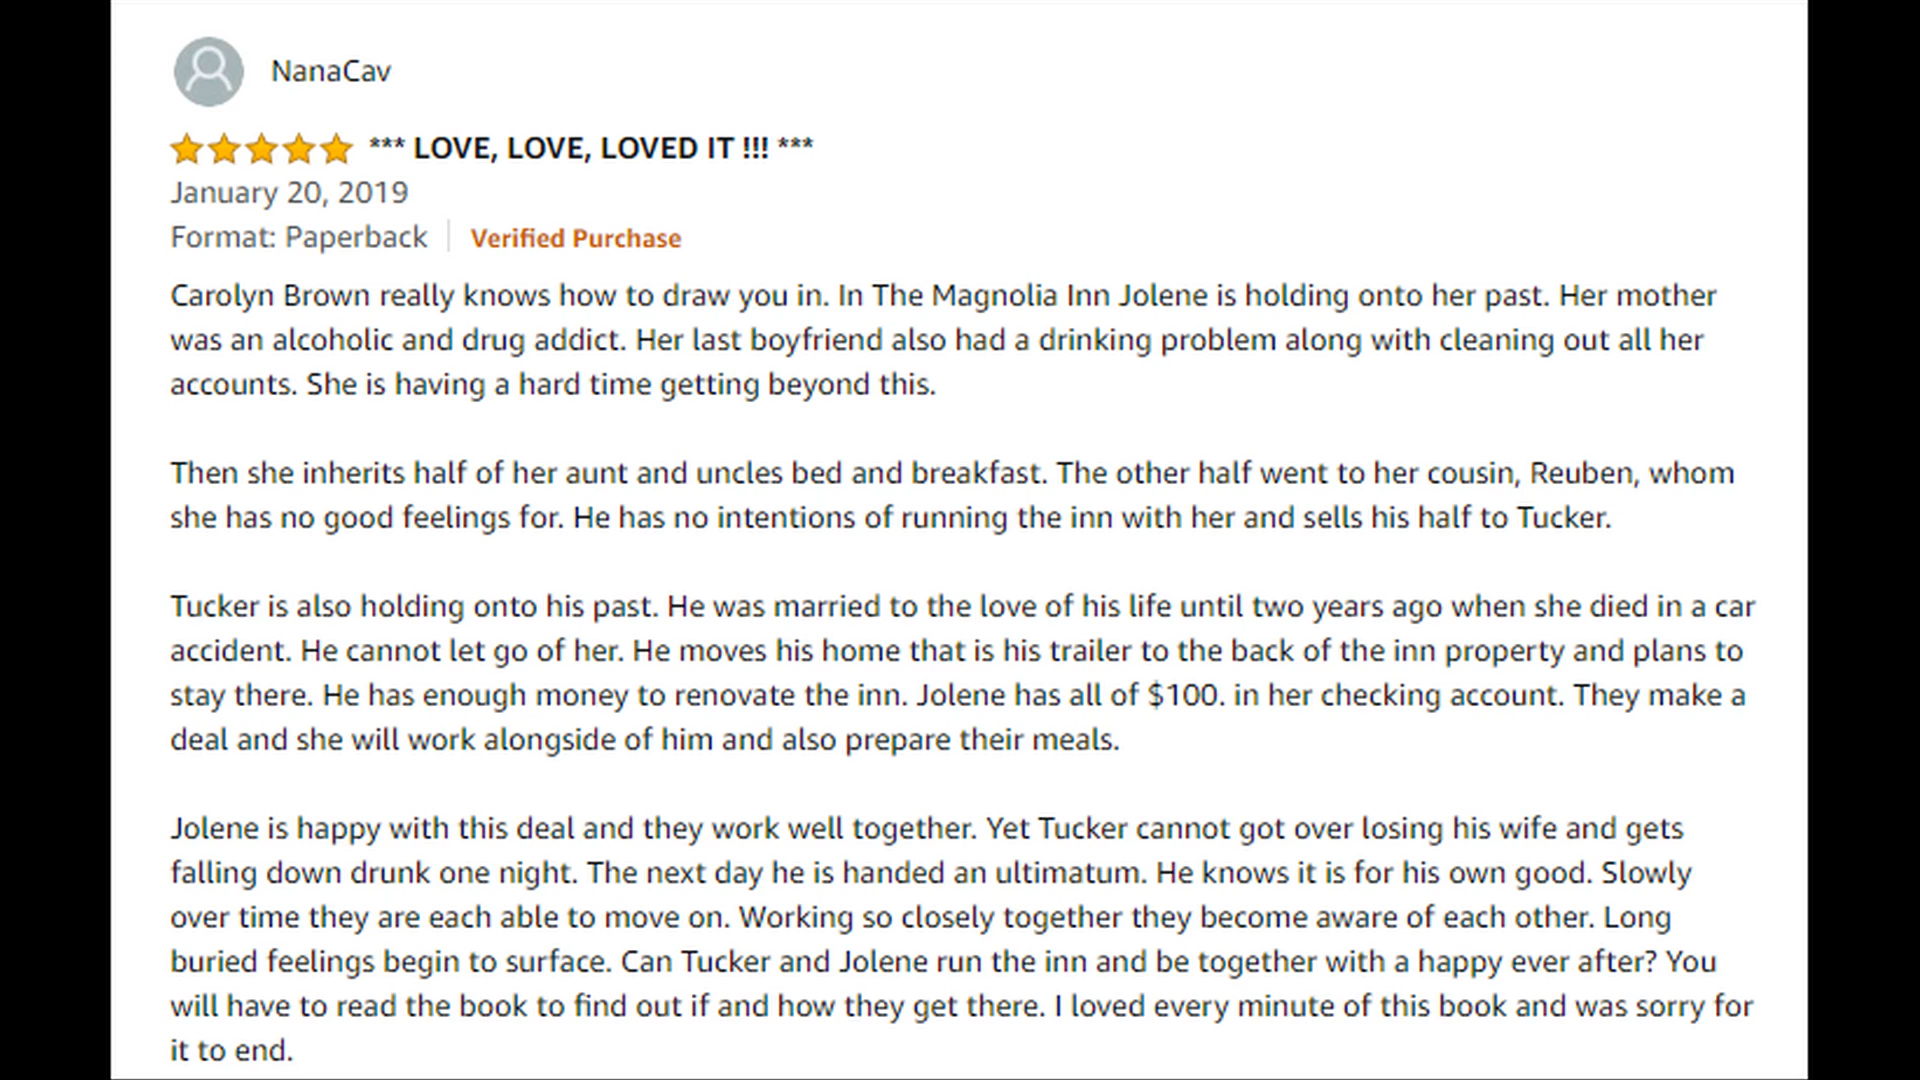 NanaCav
*** LOVE, LOVE, LOVED IT !!! ***
January 20, 2019
Format: Paperback | Verified Purchase
Carolyn Brown really knows how to draw you in. In The Magnolia Inn Jolene is holding onto her past. Her mother
was an alcoholic and drug addict. Her last boyfriend also had a drinking problem along with cleaning out all her
accounts. She is having a hard time getting beyond this.
Then she inherits half of her aunt and uncles bed and breakfast. The other half went to her cousin, Reuben, whom
she has no good feelings for. He has no intentions of running the inn with her and sells his half to Tucker.
Tucker is also holding onto his past. He was married to the love of his life until two years ago when she died in a car
accident. He cannot let go of her. He moves his home that is his trailer to the back of the inn property and plans to
stay there. He has enough money to renovate the inn. Jolene has all of $100. in her checking account. They make a
deal and she will work alongside of him and also prepare their meals.
Jolene is happy with this deal and they work well together. Yet Tucker cannot got over losing his wife and gets
falling down drunk one night. The next day he is handed an ultimatum. He knows it is for his own good. Slowly
over time they are each able to move on. Working so closely together they become aware of each other. Long
buried feelings begin to surface. Can Tucker and Jolene run the inn and be together with a happy ever after? You
will have to read the book to find out if and how they get there. I loved every minute of this book and was sorry for
it to end.